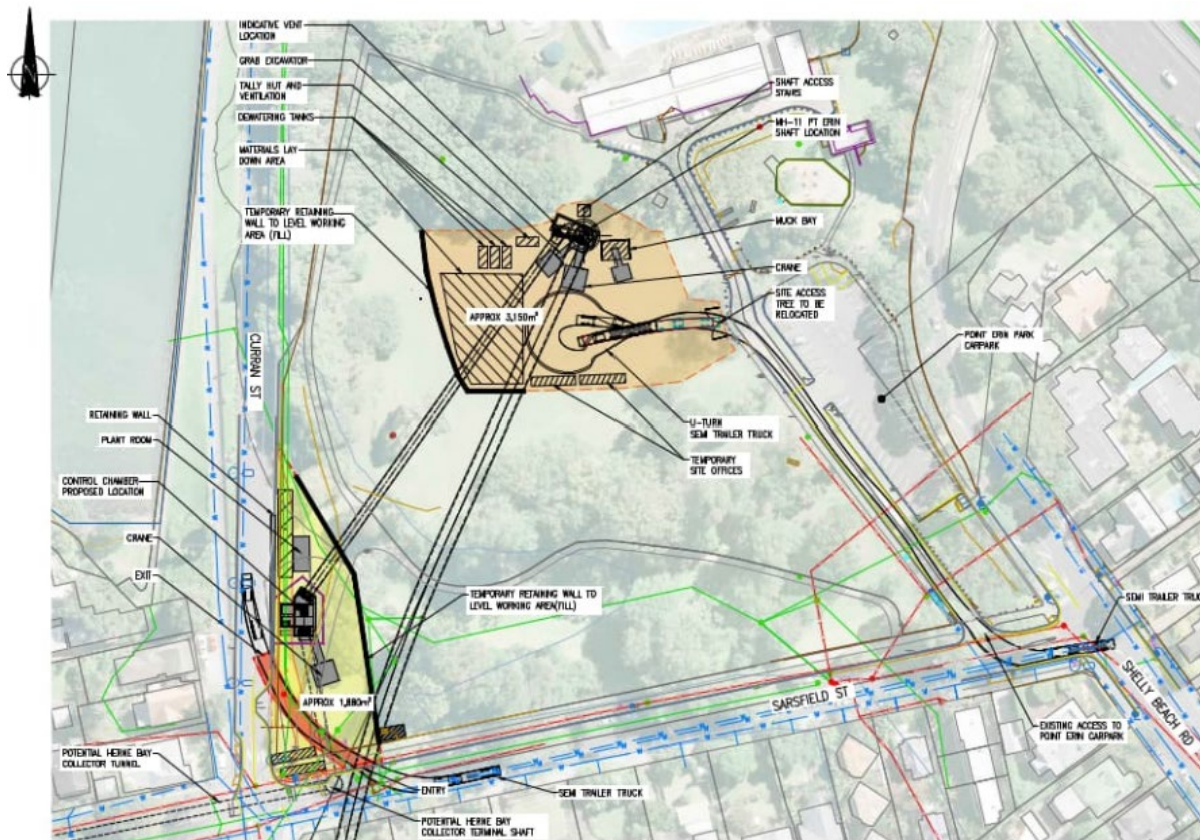 INDICATIVE VENT
LOCATION
GRAB EXCAVATOR
TALLY HUT AND
VENTILATION
DEWATERING TANKS
MATERIALS LAY
DOWN AREA
TEMPORARY RETAINING
WALL TO LEVEL WORKING
AREA (FILL)
SHAFT ACCESS
STAIRS
MH-11 PT ERIN
SHAFT LOCATION
MUCK BAY
CRANE
SITE ACCESS
TREE TO BE
RELOCATED
APPROX 3,150m²
POINT ERIN PARK
CARPARK
CURRAN ST
U-TURN
SEMI TRAILER TRUCK
TEMPORARY
SITE OFFICES
RETAINING WALL
PLANT ROOM
CONTROL CHAMBER
PROPOSED LOCATION
CRANE
EXIT
TEMPORARY RETAINING WALL TO
LEVEL WORKING AREA(FILL)
SEMI TRAILER TRUC
APPROX 1,880m²
SARSFIELD ST
SHELLY BEACH RD
EXISTING ACCESS TO
POINT ERIN CARPARK
POTENTIAL HERNE BAY
COLLECTOR TUNNEL
ENTRY
SEMI TRAILER TRUCK
POTENTIAL HERNE BAY
COLLECTOR TERMINAL SHAFT